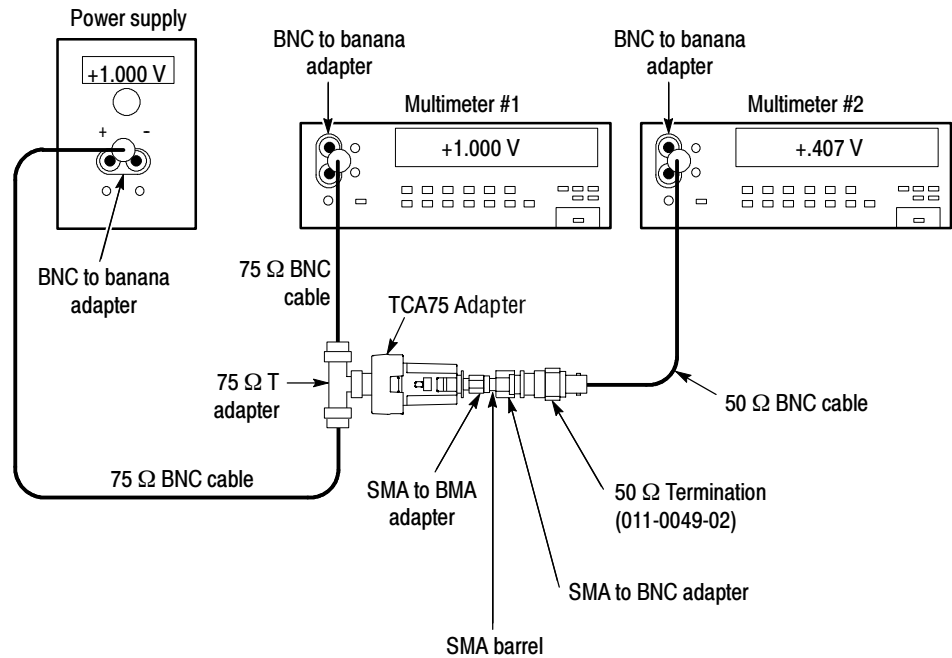 Power supply
+1.000 V
+ −
BNC to banana
adapter
BNC to banana
adapter
Multimeter #1
+1.000 V
BNC to banana
adapter
Multimeter #2
+.407 V
75 Ω BNC
cable
TCA75 Adapter
75 Ω T
adapter
50 Ω BNC cable
75 Ω BNC cable
SMA to BMA
adapter
50 Ω Termination
(011-0049-02)
SMA to BNC adapter
SMA barrel